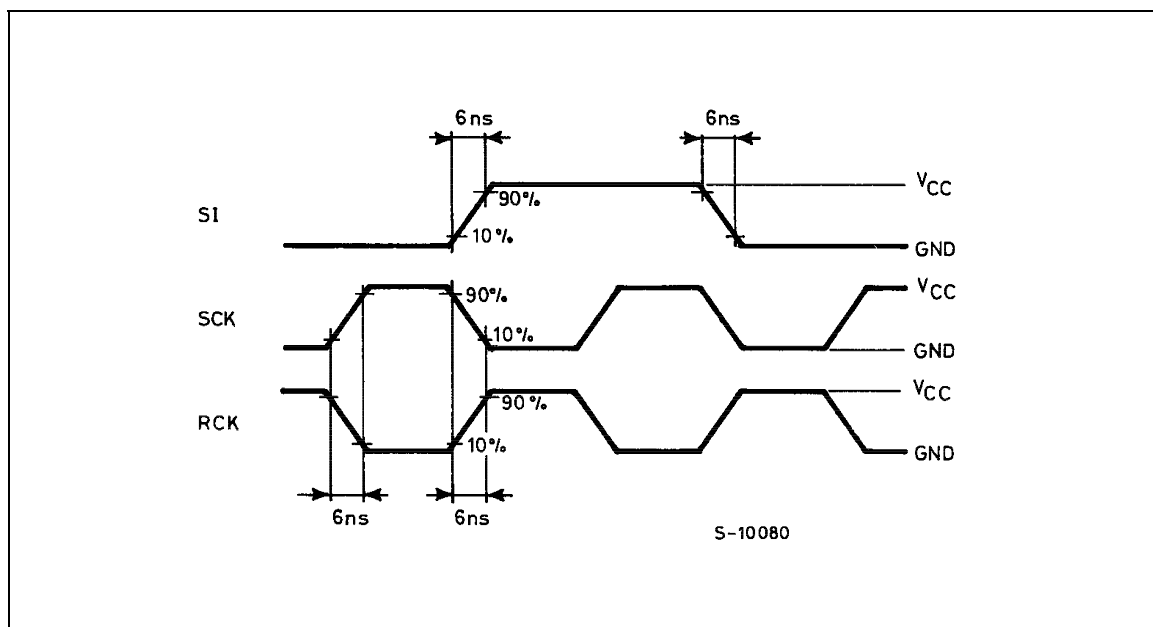 6ns 6ns
VCC
90%
SI
10%
GND
VCC
90%
SCK
10%
GND
VCC
90%
RCK
10%
GND
6ns 6ns
S-10080